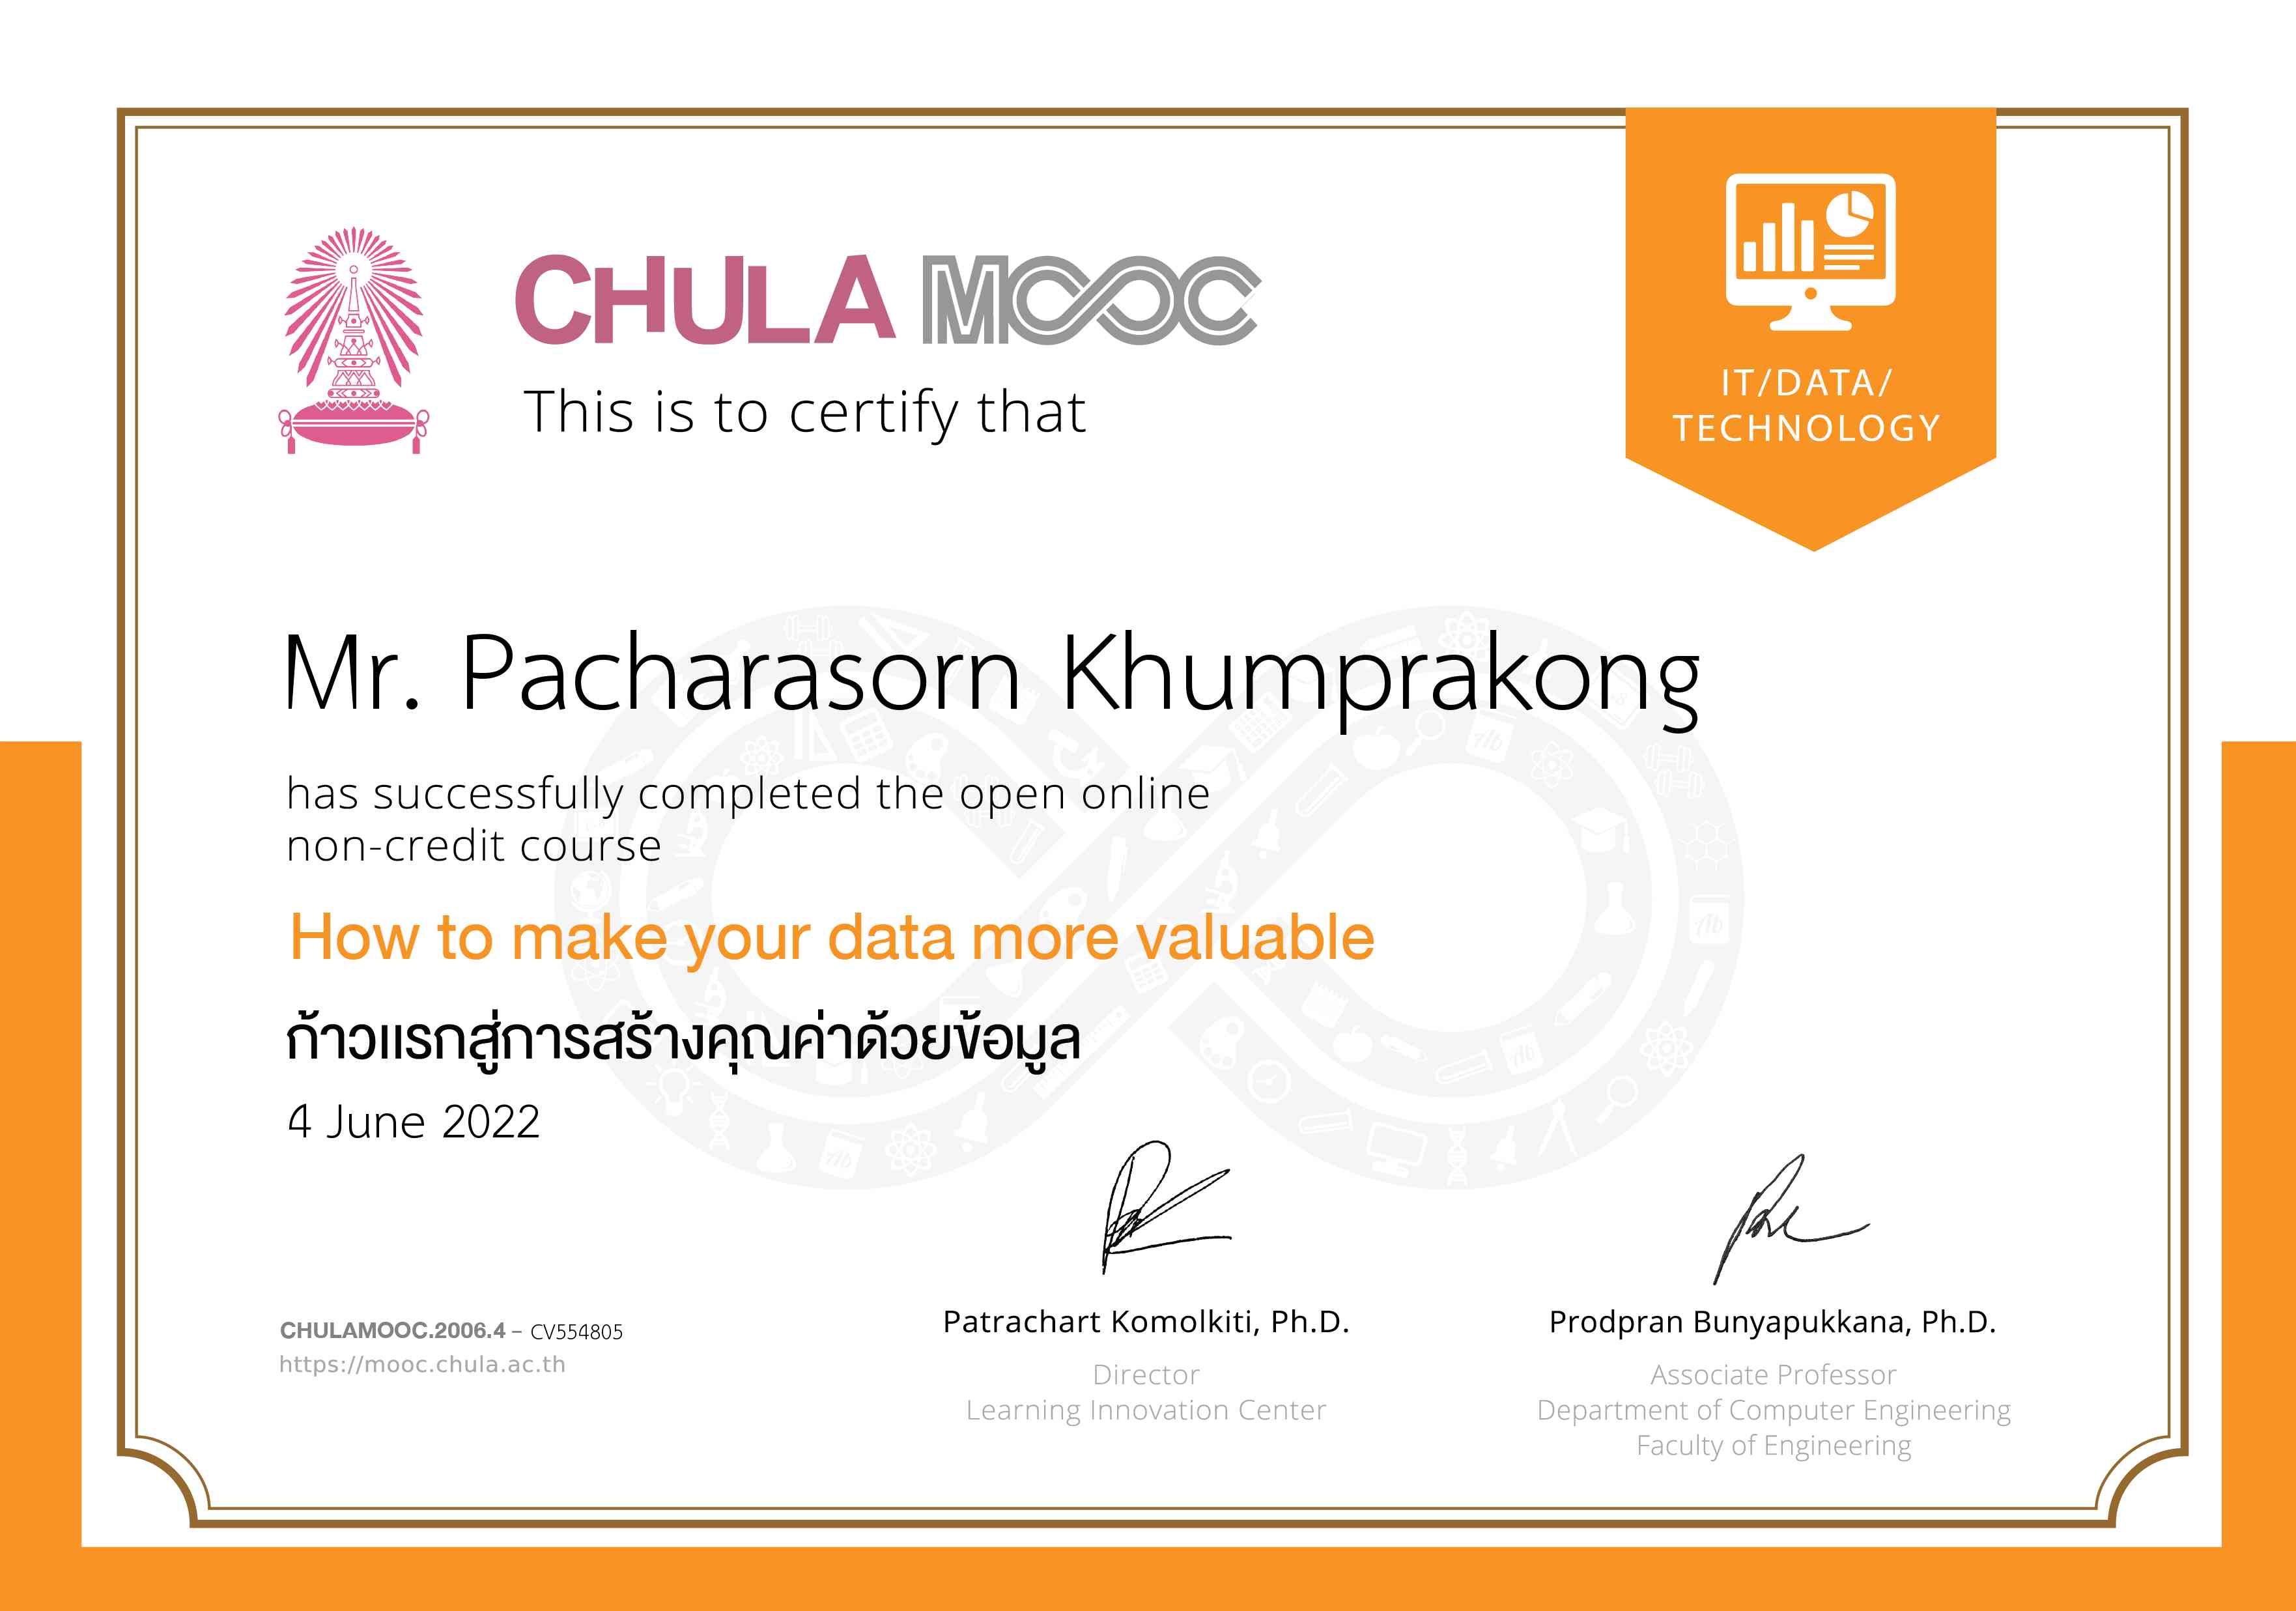 CHULA MOOC
This is to certify that
IT/DATA/
TECHNOLOGY
Mr. Pacharasorn Khumprakong
has successfully completed the open online
non-credit course
How to make your data more valuable
ก้าวแรกสู่การสร้างคุณค่าด้วยข้อมูล
4 June 2022
CHULAMOOC.2006.4 - CV554805
https://mooc.chula.ac.th
Patrachart Komolkiti, Ph.D.
Director
Learning Innovation Center
Prodpran Bunyapukkana, Ph.D.
Associate Professor
Department of Computer Engineering
Faculty of Engineering